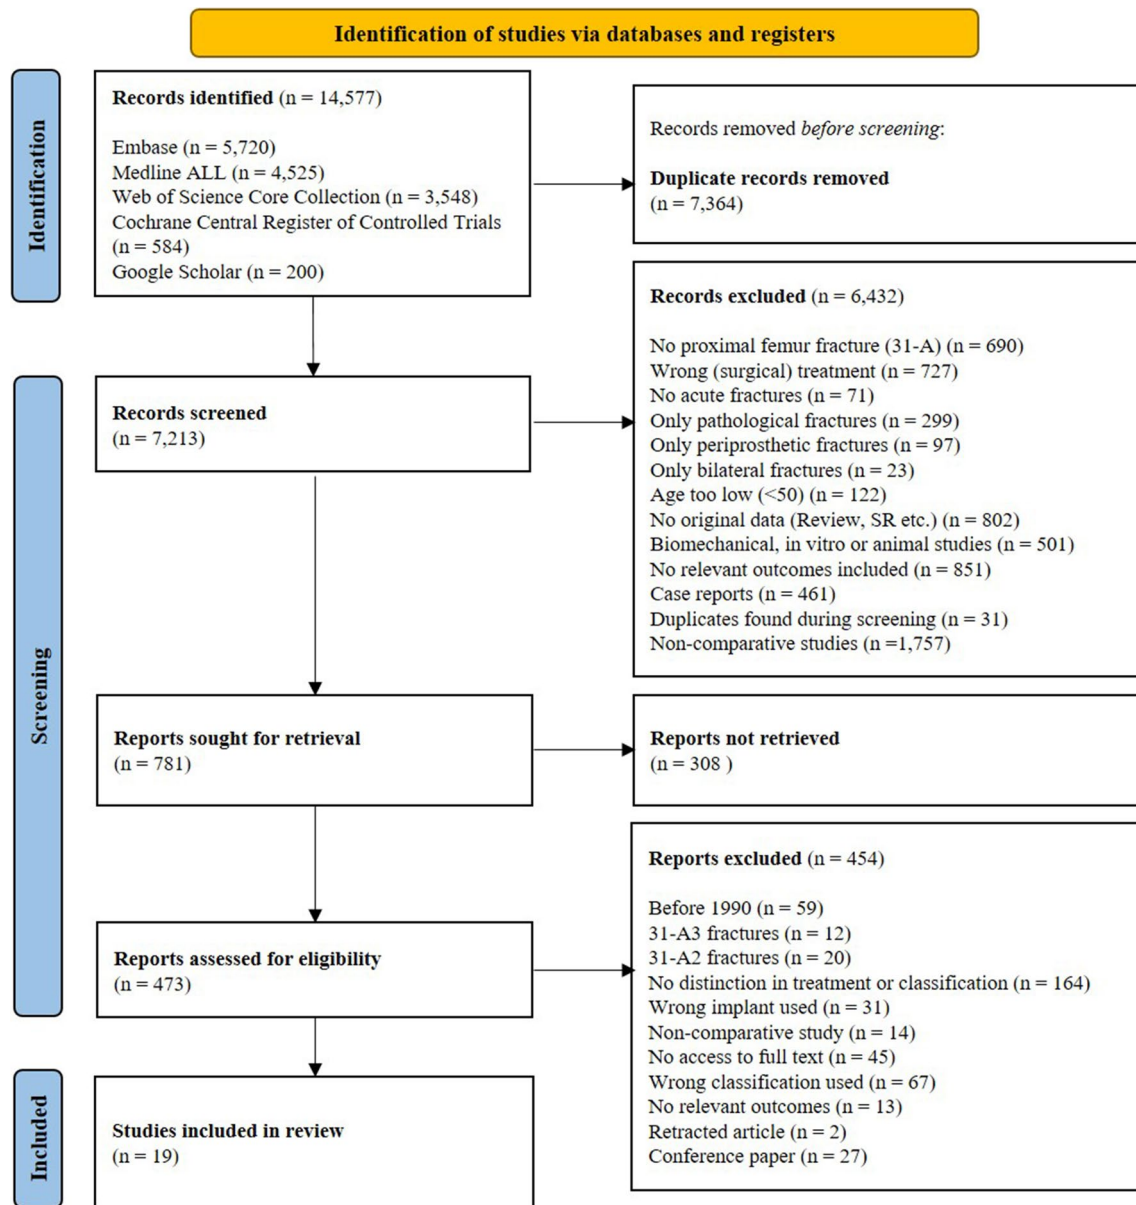 Identification of studies via databases and registers
Identification
Records identified (n = 14,577)
Embase (n = 5,720)
Medline ALL (n = 4,525)
Web of Science Core Collection (n = 3,548)
Cochrane Central Register of Controlled Trials
(n = 584)
Google Scholar (n = 200)
Records removed before screening:
Duplicate records removed
(n = 7,364)
Screening
Records screened
(n = 7,213)
Records excluded (n = 6,432)
No proximal femur fracture (31-A) (n = 690)
Wrong (surgical) treatment (n = 727)
No acute fractures (n = 71)
Only pathological fractures (n = 299)
Only periprosthetic fractures (n = 97)
Only bilateral fractures (n = 23)
Age too low (<50) (n = 122)
No original data (Review, SR etc.) (n = 802)
Biomechanical, in vitro or animal studies (n = 501)
No relevant outcomes included (n = 851)
Case reports (n = 461)
Duplicates found during screening (n = 31)
Non-comparative studies (n =1,757)
Reports sought for retrieval
(n = 781)
Reports not retrieved
(n = 308 )
Reports assessed for eligibility
(n = 473)
Reports excluded (n = 454)
Before 1990 (n = 59)
31-A3 fractures (n = 12)
31-A2 fractures (n = 20)
No distinction in treatment or classification (n = 164)
Wrong implant used (n = 31)
Non-comparative study (n = 14)
No access to full text (n = 45)
Wrong classification used (n = 67)
No relevant outcomes (n = 13)
Retracted article (n = 2)
Conference paper (n = 27)
Included
Studies included in review
(n = 19)